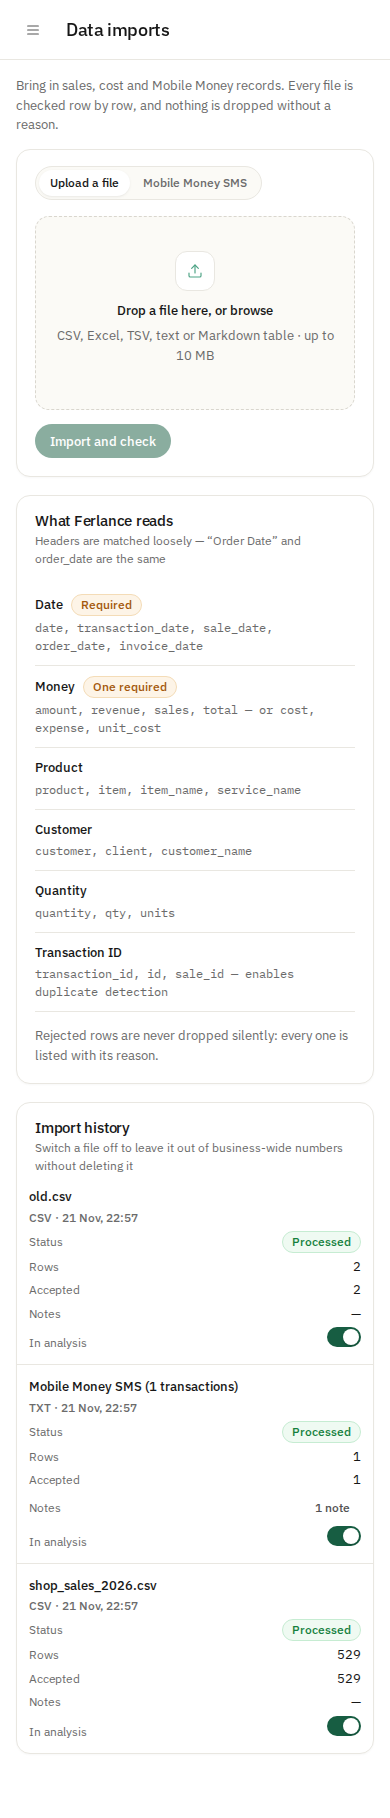 Data imports
Bring in sales, cost and Mobile Money records. Every file is
checked row by row, and nothing is dropped without a
reason.
Upload a file
Mobile Money SMS
Drop a file here, or browse
CSV, Excel, TSV, text or Markdown table · up to
10 MB
Import and check
What Ferlance reads
Headers are matched loosely — “Order Date” and
order_date are the same
Date Required
date, transaction_date, sale_date,
order_date, invoice_date
Money One required
amount, revenue, sales, total — or cost,
expense, unit_cost
Product
product, item, item_name, service_name
Customer
customer, client, customer_name
Quantity
quantity, qty, units
Transaction ID
transaction_id, id, sale_id — enables
duplicate detection
Rejected rows are never dropped silently: every one is
listed with its reason.
Import history
Switch a file off to leave it out of business-wide numbers
without deleting it
old.csv
CSV · 21 Nov, 22:57
Status Processed
Rows 2
Accepted 2
Notes —
In analysis
Mobile Money SMS (1 transactions)
TXT · 21 Nov, 22:57
Status Processed
Rows 1
Accepted 1
Notes 1 note
In analysis
shop_sales_2026.csv
CSV · 21 Nov, 22:57
Status Processed
Rows 529
Accepted 529
Notes —
In analysis